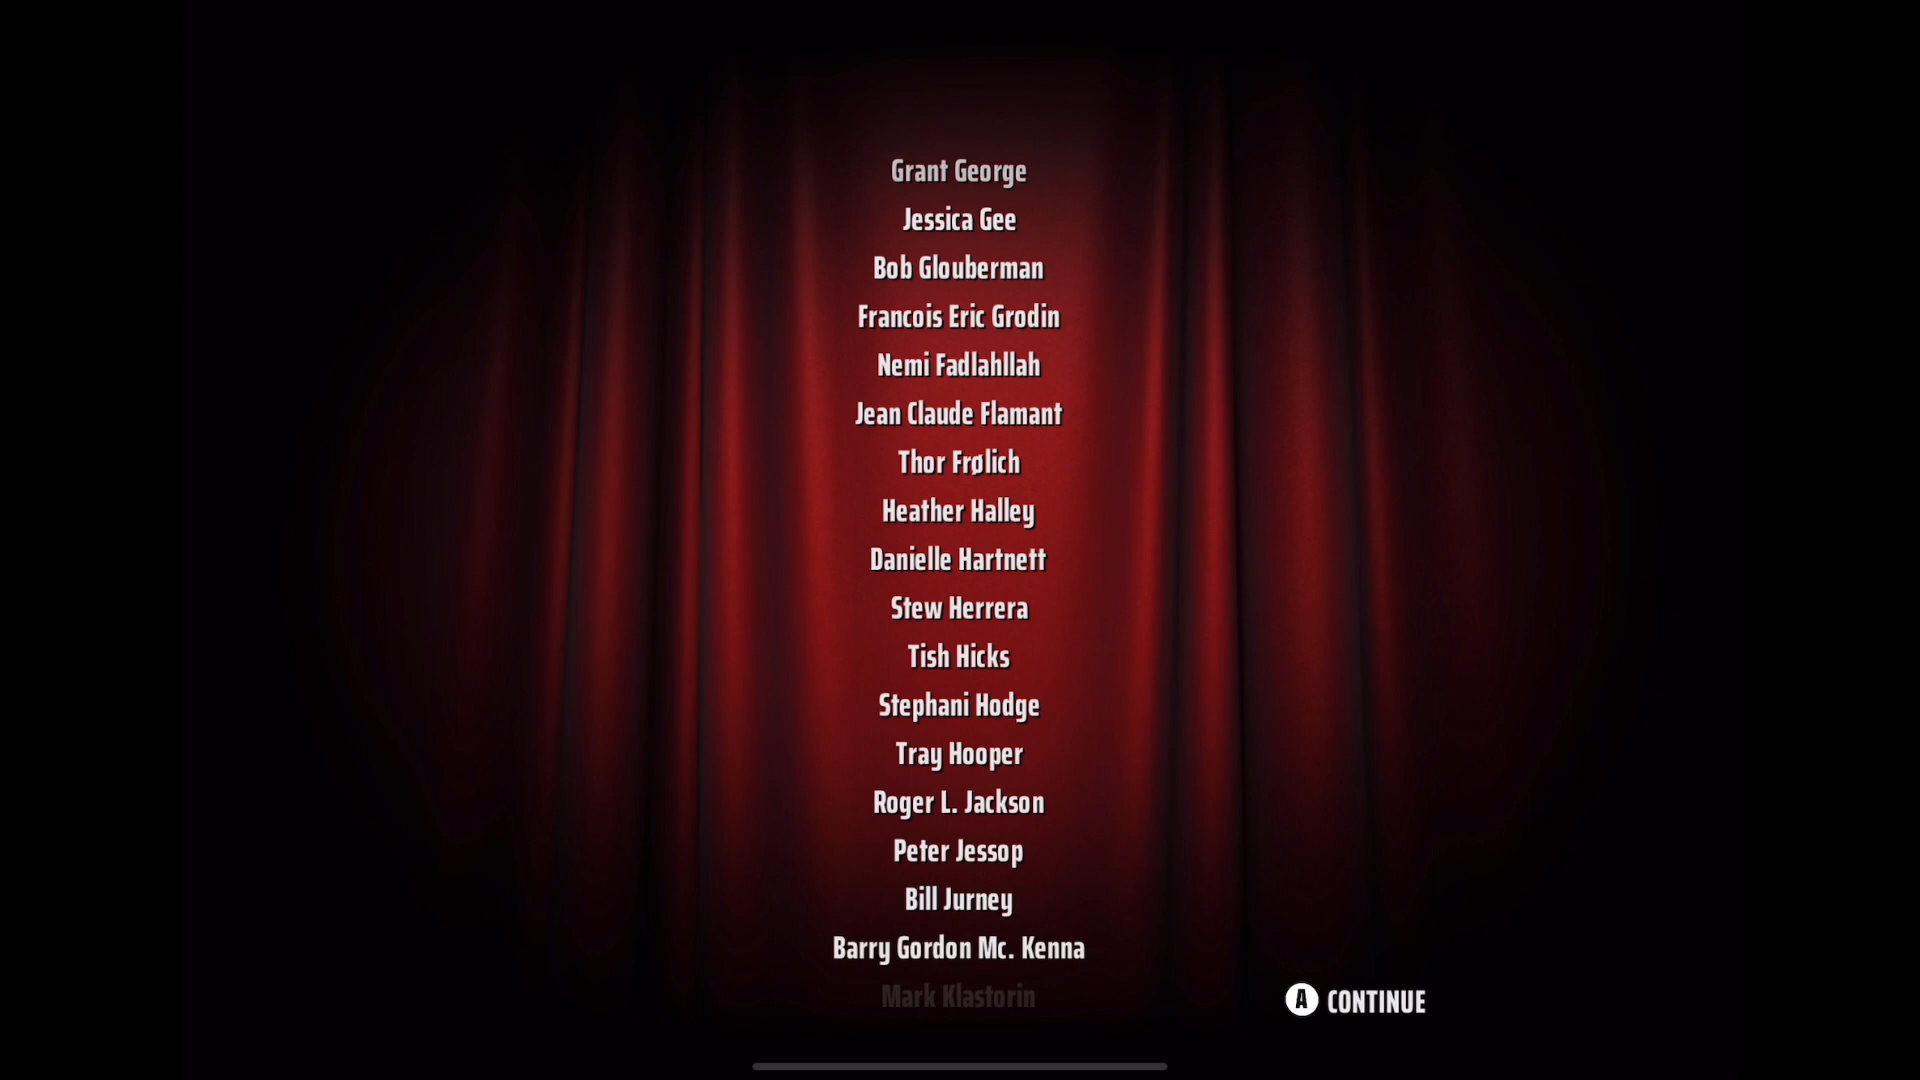 Grant George
Jessica Gee
Bob Glouberman
Francois Eric Grodin
Nemi Fadlahllah
Jean Claude Flamant
Thor Frølich
Heather Halley
Danielle Hartnett
Stew Herrera
Tish Hicks
Stephani Hodge
Tray Hooper
Roger L. Jackson
Peter Jessop
Bill Jurney
Barry Gordon Mc. Kenna
Mark Klastorin
A CONTINUE